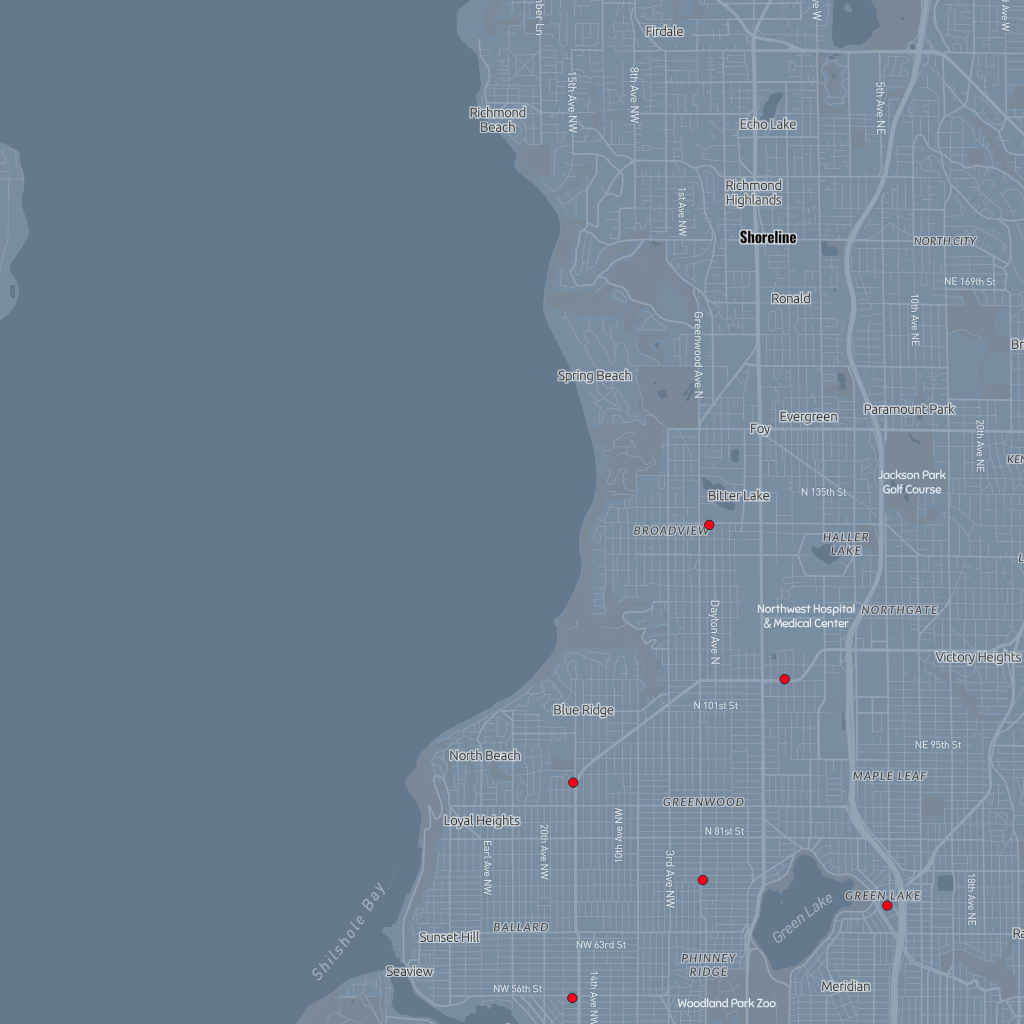 Firdale
15th Ave NW
8th Ave NW
5th Ave NE
Richmond
Beach
Echo Lake
Richmond
Highlands
1st Ave NW
Shoreline
NORTH CITY
NE 169th St
Ronald
10th Ave NE
Greenwood Ave N
Spring Beach
Evergreen
Paramount Park
Foy
20th Ave NE
Jackson Park
Golf Course
Bitter Lake
N 135th St
BROADVIEW
HALLER
LAKE
Dayton Ave N
Northwest Hospital
& Medical Center
NORTHGATE
Victory Heights
N 101st St
Blue Ridge
NE 95th St
North Beach
MAPLE LEAF
GREENWOOD
Loyal Heights
N 81st St
10th Ave NW
20th Ave NW
Earl Ave NW
3rd Ave NW
18th Ave NE
GREEN LAKE
Green Lake
Shilshole Bay
BALLARD
Sunset Hill
NW 63rd St
PHINNEY
RIDGE
Seaview
NW 56th St
14th Ave NW
Meridian
Woodland Park Zoo